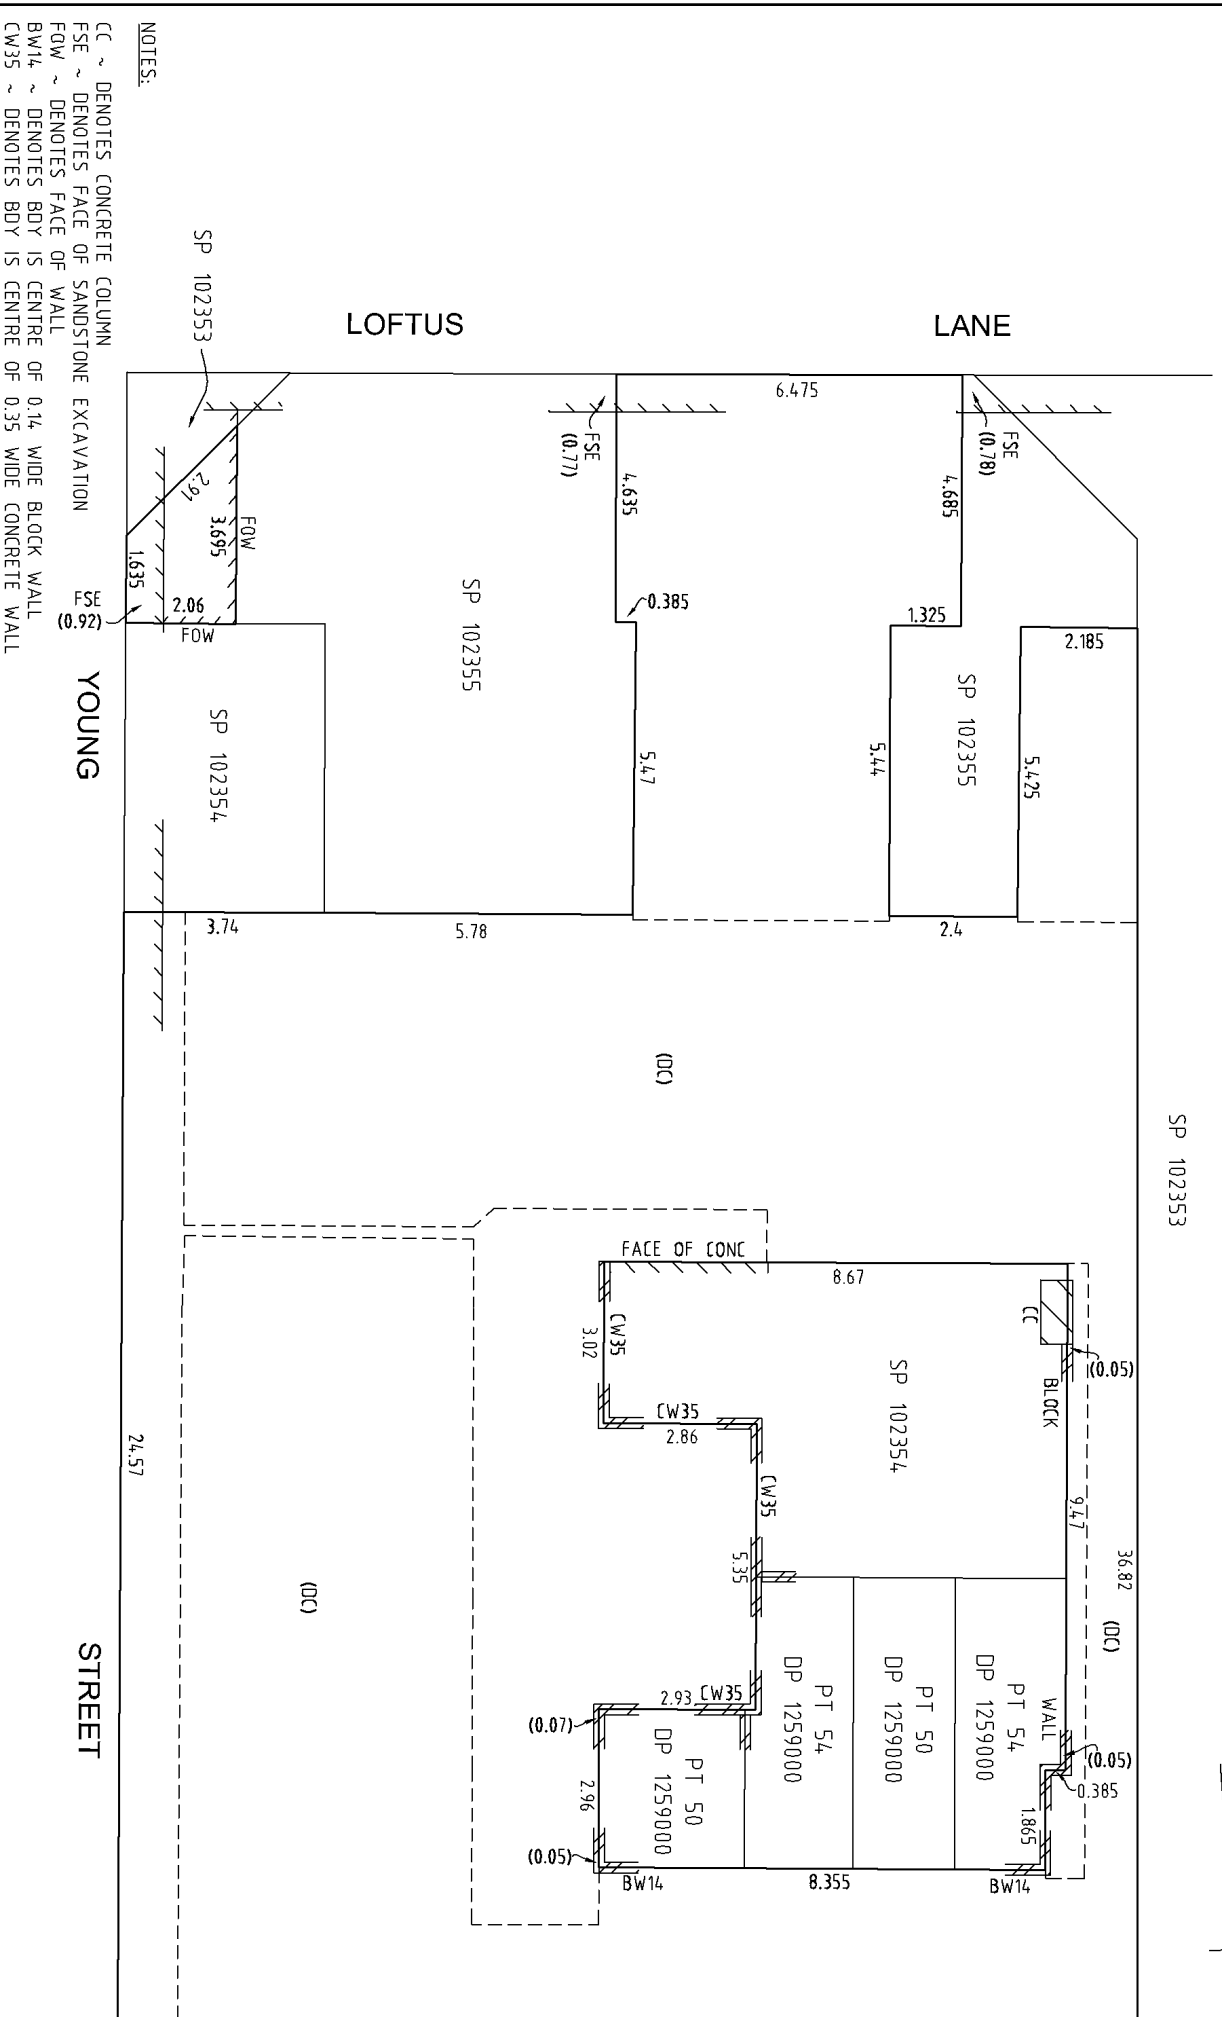 NOTES:
CC ~ DENOTES CONCRETE COLUMN
FSE ~ DENOTES FACE OF SANDSTONE EXCAVATION
FOW ~ DENOTES FACE OF WALL
BW14 ~ DENOTES BDY IS CENTRE OF 0.14 WIDE BLOCK WALL
CW35 ~ DENOTES BDY IS CENTRE OF 0.35 WIDE CONCRETE WALL
SP 102353
LOFTUS
LANE
6.475
FSE
(0.77)
FSE
(0.78)
4.635
4.685
2.91
FOW
3.695
1.635
FSE
(0.92)
2.06
FOW
0.385
1.325
2.185
SP 102355
SP 102355
5.47
5.44
5.425
YOUNG
SP 102354
3.74
5.78
2.4
(DC)
SP 102353
FACE OF CONC
8.67
CC
(0.05)
BLOCK
CW35
3.02
CW35
2.86
SP 102354
24.57
CW35
5.35
9.47
36.82
(DC)
(DC)
STREET
PT 54
DP 1259000
PT 50
DP 1259000
PT 54
DP 1259000
WALL
(0.05)
0.385
1.865
2.93
CW35
(0.07)
PT 50
DP 1259000
2.96
(0.05)
BW14
8.355
BW14